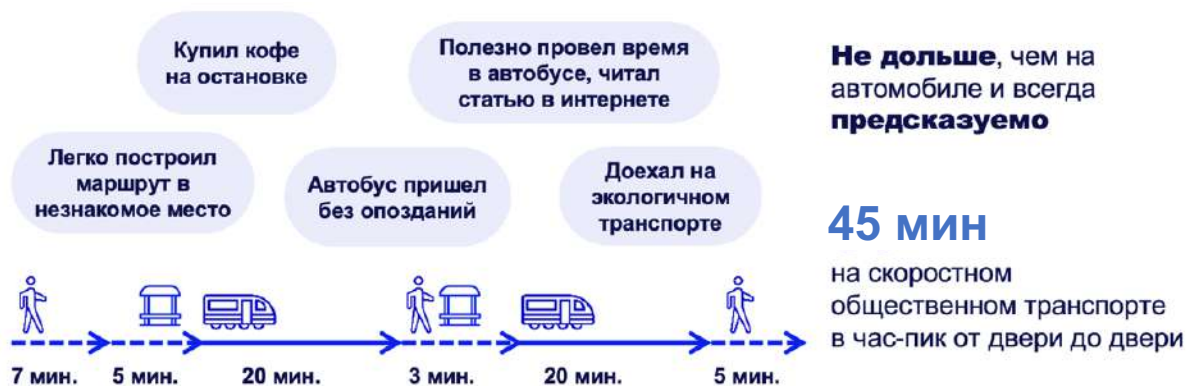 Купил кофе
на остановке
Полезно провел время
в автобусе, читал
статью в интернете
Не дольше, чем на
автомобиле и всегда
предсказуемо
Легко построил
маршрут в
незнакомое место
Автобус пришел
без опозданий
Доехал на
экологичном
транспорте
45 мин
на скоростном
общественном транспорте
в час-пик от двери до двери
7 мин.
5 мин.
20 мин.
3 мин.
20 мин.
5 мин.